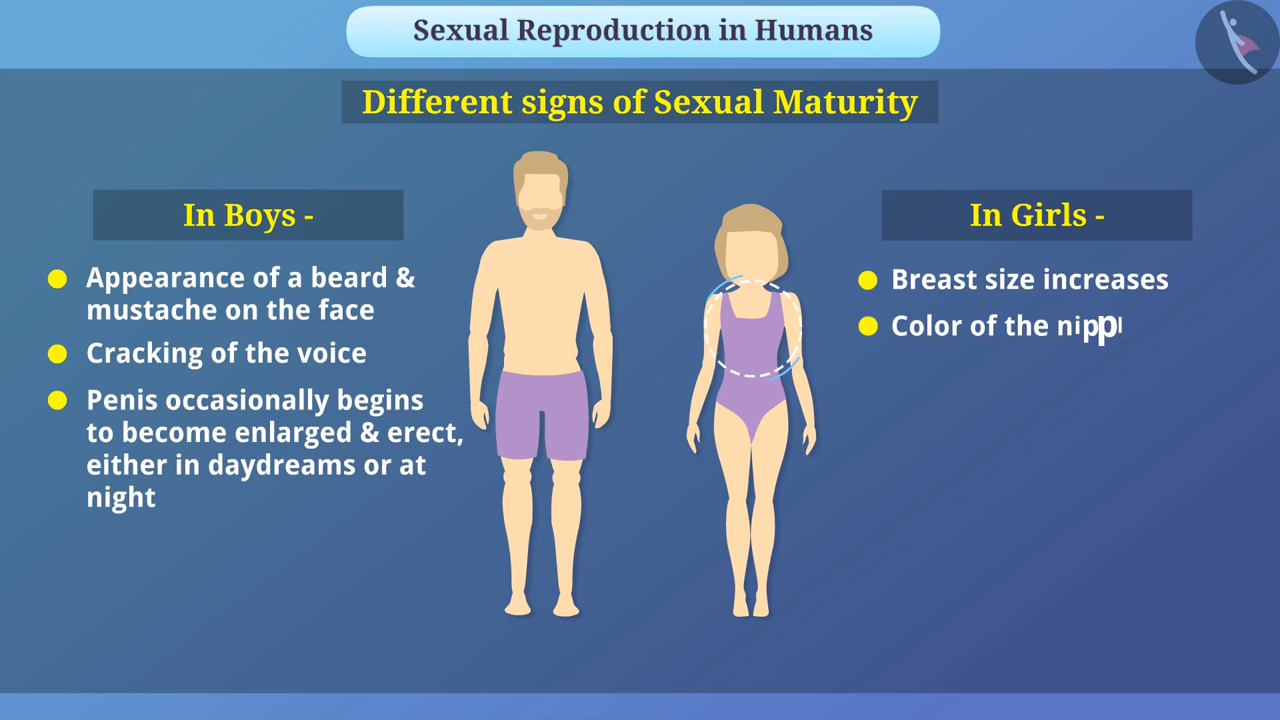 Sexual Reproduction in Humans
Different signs of Sexual Maturity
In Boys -
Appearance of a beard &
mustache on the face
Cracking of the voice
Penis occasionally begins
to become enlarged & erect,
either in daydreams or at
night
In Girls -
Breast size increases
Color of the nippl